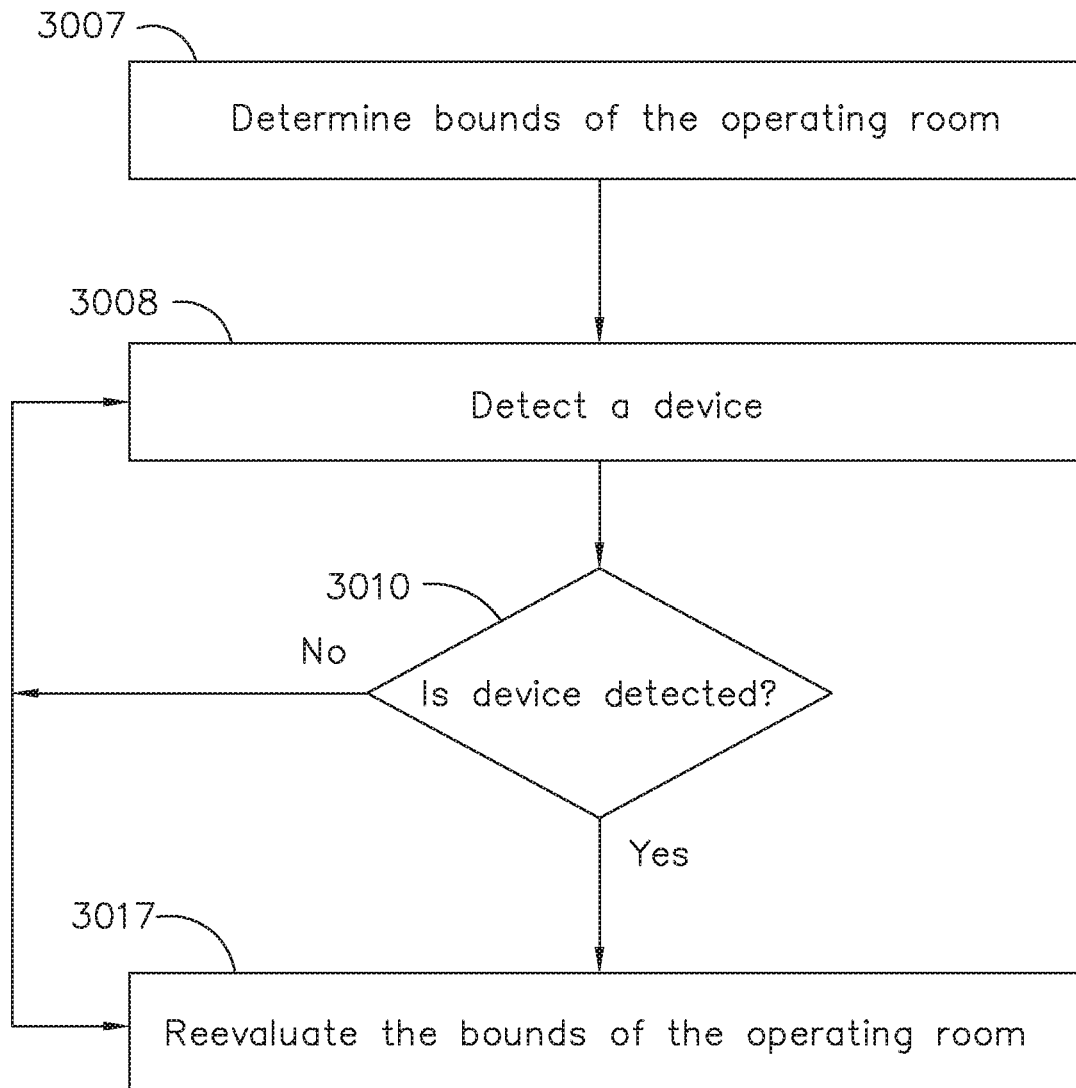 3007
Determine bounds of the operating room
3008
Detect a device
3010
No
Is device detected?
Yes
3017
Reevaluate the bounds of the operating room